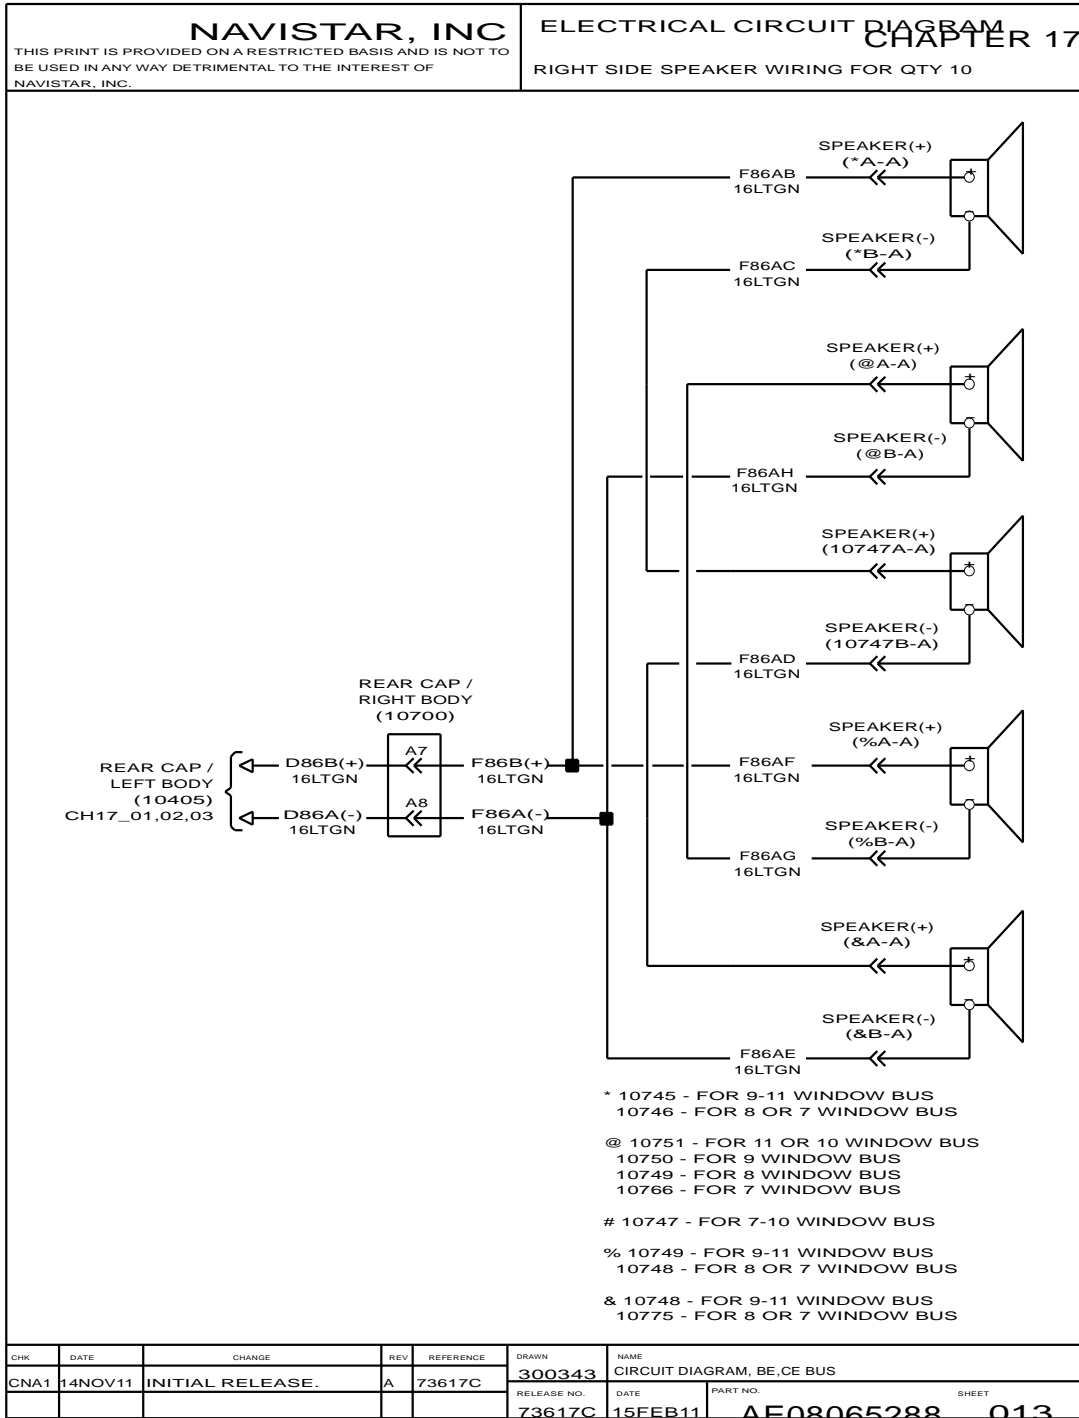 NAVISTAR, INC
THIS PRINT IS PROVIDED ON A RESTRICTED BASIS AND IS NOT TO
BE USED IN ANY WAY DETRIMENTAL TO THE INTEREST OF
NAVISTAR, INC.
ELECTRICAL CIRCUIT DIAGRAM
CHAPTER 17
RIGHT SIDE SPEAKER WIRING FOR QTY 10
SPEAKER(+)
(*A-A)
F86AB
16LTGN
+
SPEAKER(-)
(*B-A)
F86AC
16LTGN
SPEAKER(+)
(@A-A)
+
SPEAKER(-)
(@B-A)
F86AH
16LTGN
SPEAKER(+)
(10747A-A)
+
SPEAKER(-)
(10747B-A)
F86AD
16LTGN
REAR CAP /
RIGHT BODY
(10700)
REAR CAP /
LEFT BODY
(10405)
CH17_01,02,03
D86B(+)
16LTGN
A7
F86B(+)
16LTGN
D86A(-)
16LTGN
A8
F86A(-)
16LTGN
SPEAKER(+)
(%A-A)
F86AF
16LTGN
+
SPEAKER(-)
(%B-A)
F86AG
16LTGN
SPEAKER(+)
(&A-A)
+
SPEAKER(-)
(&B-A)
F86AE
16LTGN
* 10745 - FOR 9-11 WINDOW BUS
10746 - FOR 8 OR 7 WINDOW BUS
@ 10751 - FOR 11 OR 10 WINDOW BUS
10750 - FOR 9 WINDOW BUS
10749 - FOR 8 WINDOW BUS
10766 - FOR 7 WINDOW BUS
# 10747 - FOR 7-10 WINDOW BUS
% 10749 - FOR 9-11 WINDOW BUS
10748 - FOR 8 OR 7 WINDOW BUS
& 10748 - FOR 9-11 WINDOW BUS
10775 - FOR 8 OR 7 WINDOW BUS
CHK DATE CHANGE REV REFERENCE
CNA1 14NOV11 INITIAL RELEASE. A 73617C
DRAWN
300343
NAME
CIRCUIT DIAGRAM, BE,CE BUS
RELEASE NO.
73617C
DATE
15FEB11
PART NO.
AE08065288
SHEET
013